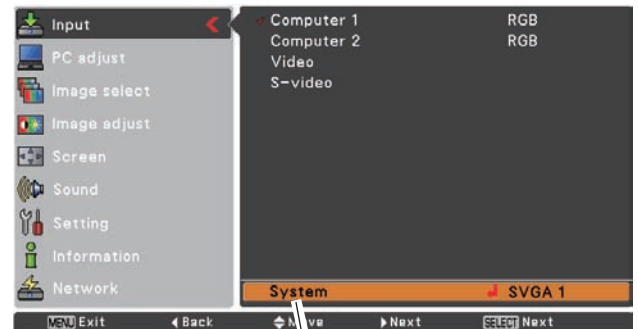 Input
PC adjust
Image select
Image adjust
Screen
Sound
Setting
Information
Network
Computer 1 RGB
Computer 2 RGB
Video
S-video
System SVGA 1
MENU Exit Back Move Next SELECT Next